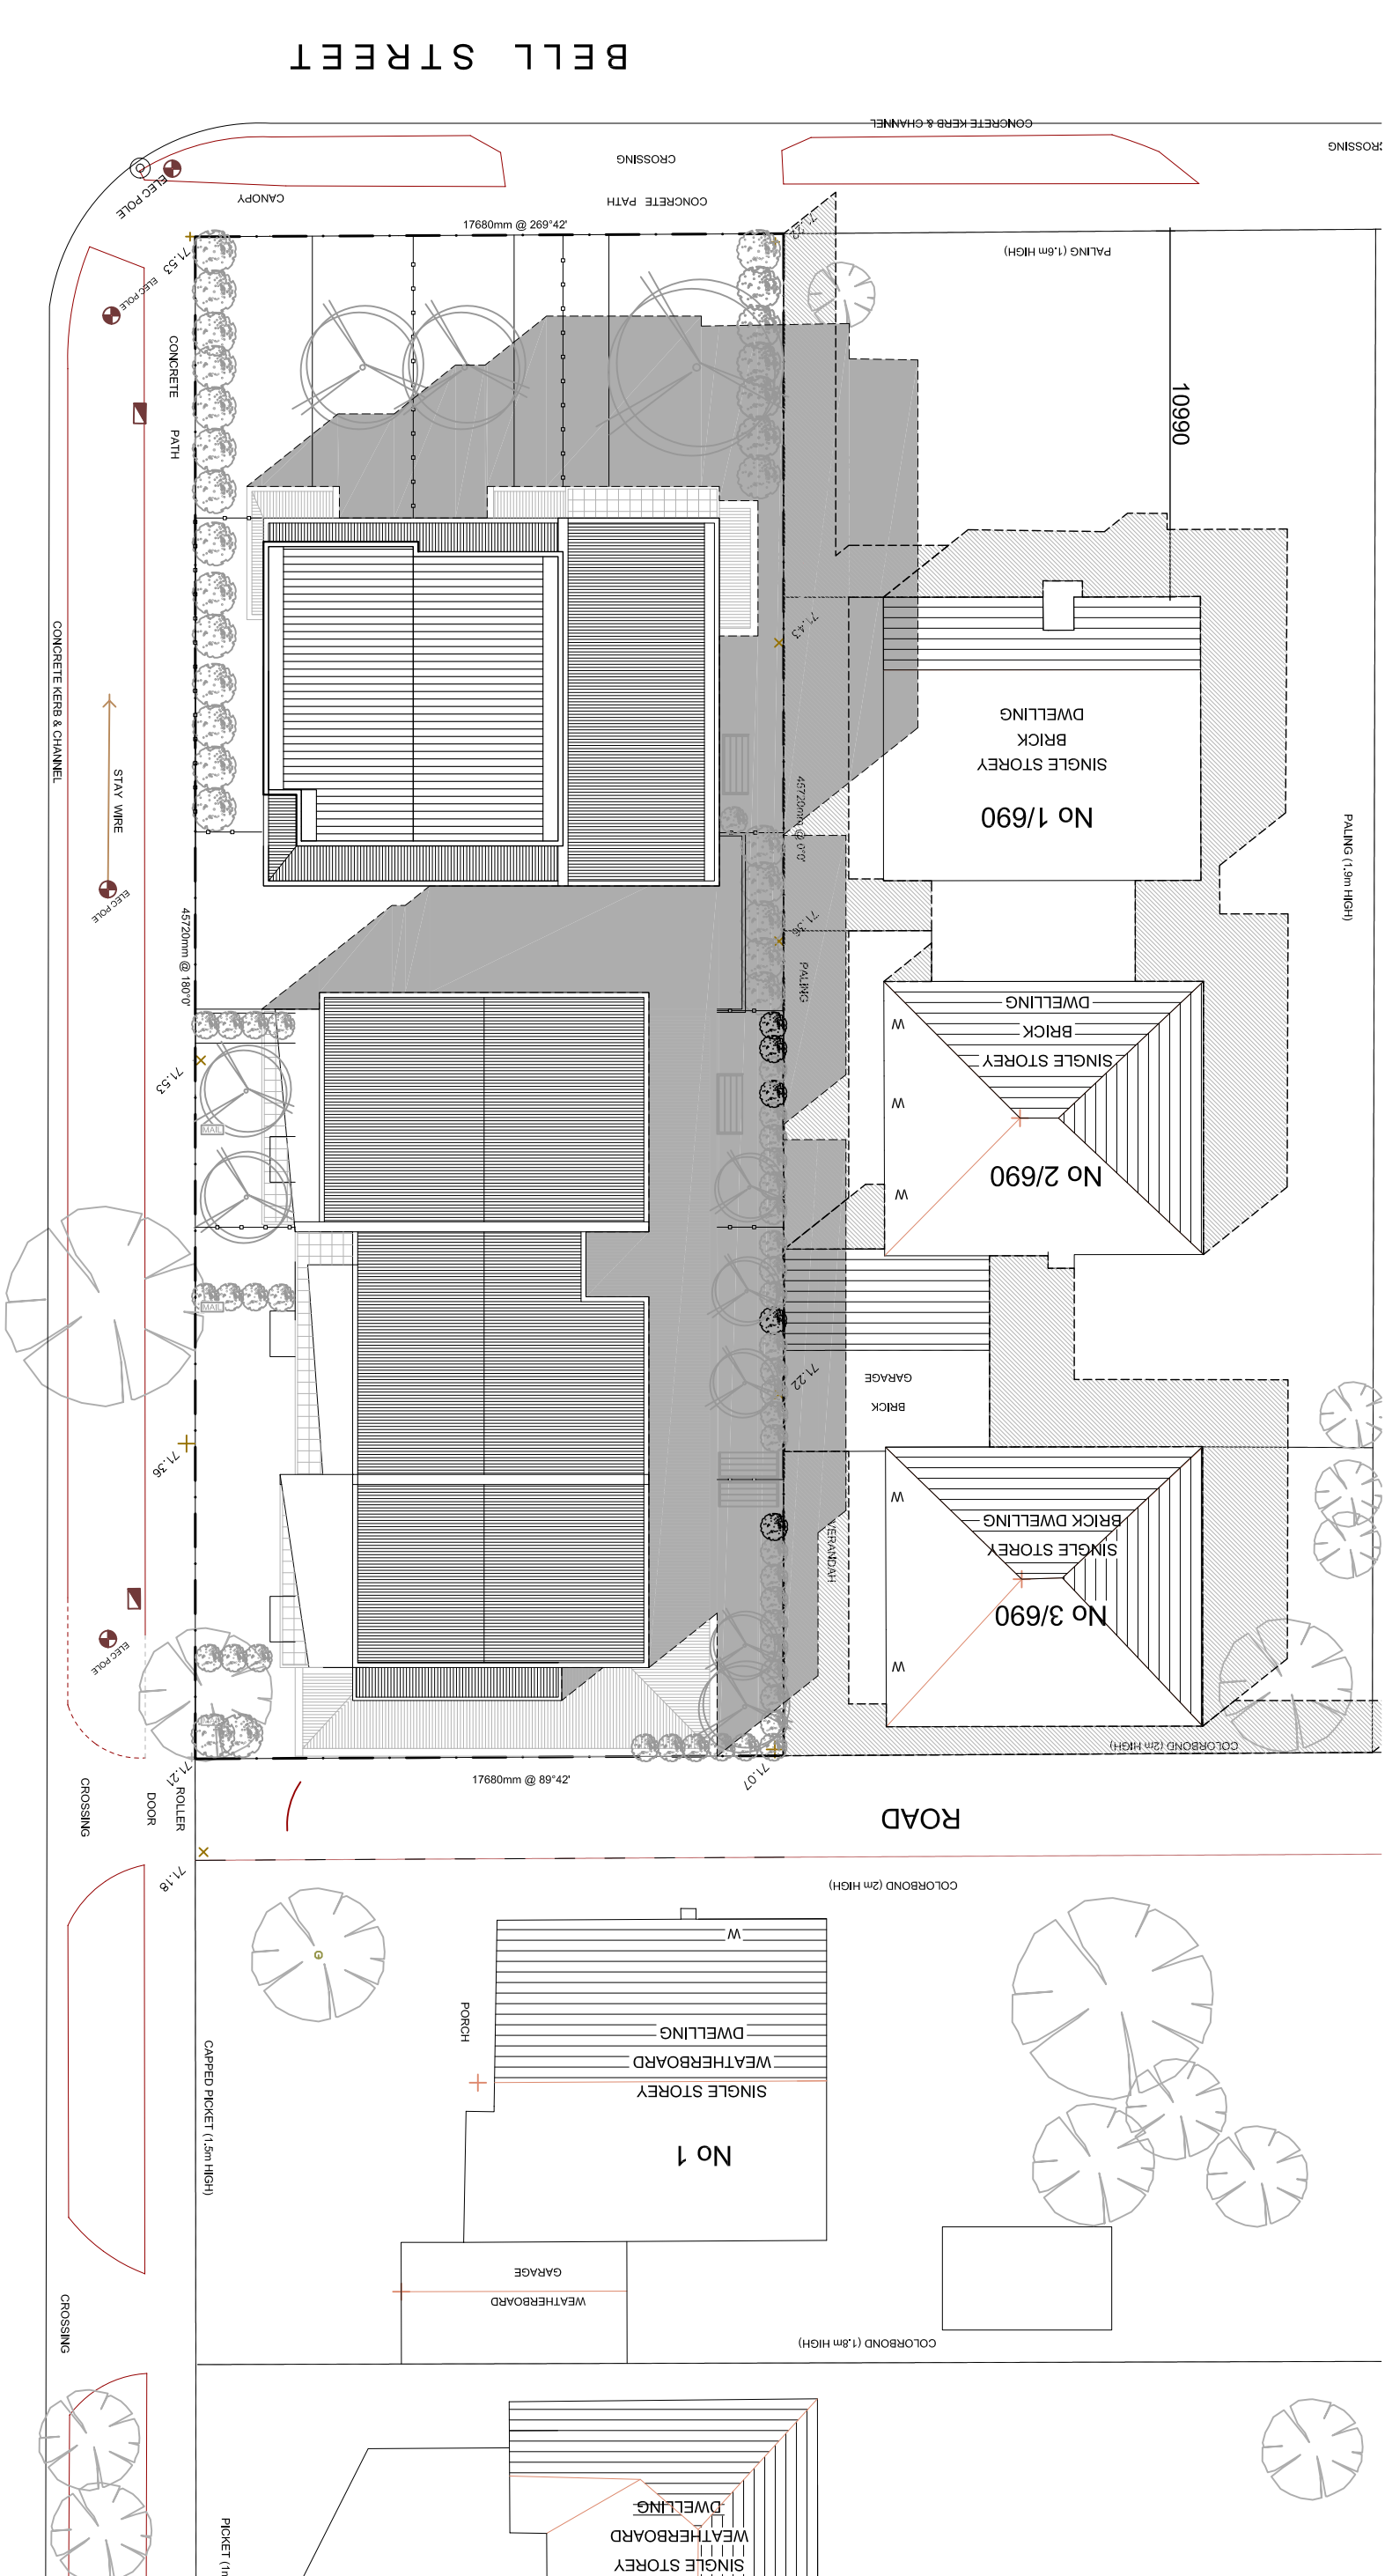 BELL STREET
CONCRETE KERB & CHANNEL
CROSSING
CROSSING
ELEC POLE
CANOPY
CONCRETE PATH
17680mm @ 269°42'
71.53
ELEC POLE
PALING (1.6m HIGH)
CONCRETE PATH
10990
71.43
CONCRETE KERB & CHANNEL
STAY WIRE
ELEC POLE
SINGLE STOREY
BRICK
DWELLING
No 1/690
45720mm @ 0°0'
PALING (1.9m HIGH)
45720mm @ 180°0'
71.36
PALING
SINGLE STOREY
BRICK
DWELLING
W
W
W
No 2/690
71.53
MAIL
MAIL
71.22
BRICK
GARAGE
71.36
W
SINGLE STOREY
BRICK DWELLING
No 3/690
W
VERANDAH
ELEC POLE
COLORBOND (2m HIGH)
71.21
17680mm @ 89°42'
71.07
CROSSING
ROLLER
DOOR
ROAD
71.18
COLORBOND (2m HIGH)
W
PORCH
SINGLE STOREY
WEATHERBOARD
DWELLING
No 1
CAPPED PICKET (1.5m HIGH)
WEATHERBOARD
GARAGE
CROSSING
COLORBOND (1.8m HIGH)
SINGLE STOREY
WEATHERBOARD
DWELLING
PICKET